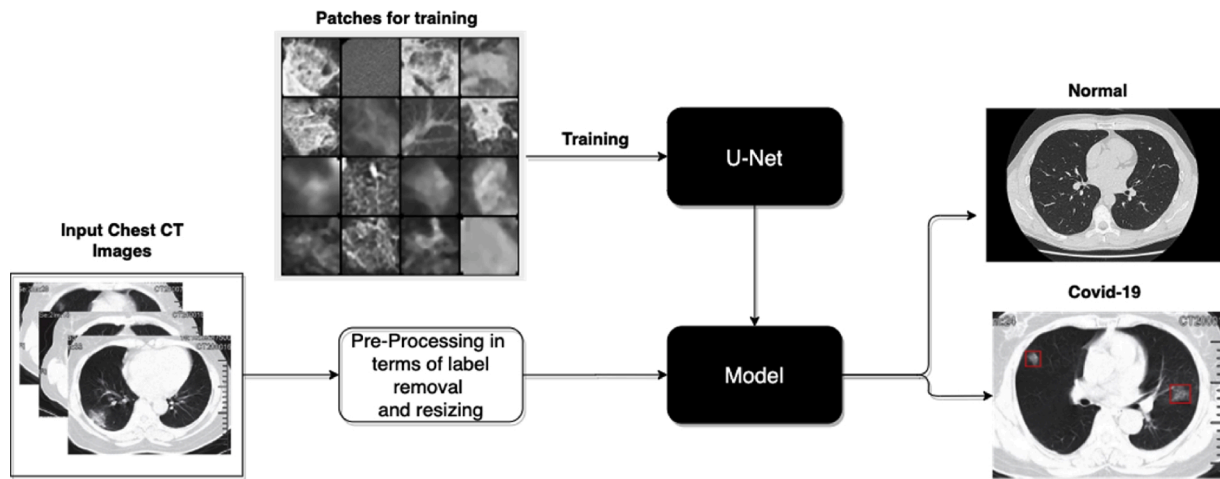 Patches for training
Training
U-Net
Normal
Input Chest CT
Images
Pre-Processing in
terms of label
removal
and resizing
Model
Covid-19